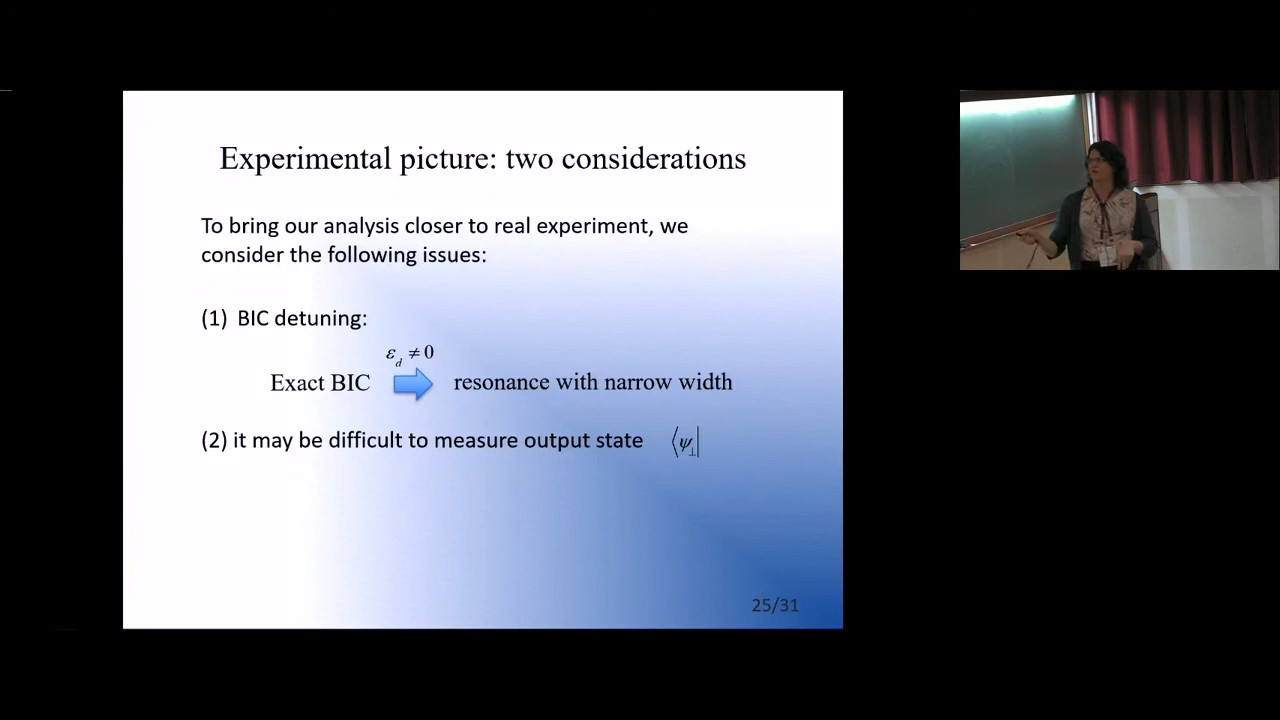 Experimental picture: two considerations
To bring our analysis closer to real experiment, we
consider the following issues:
(1) BIC detuning:
ε_d ≠ 0
Exact BIC resonance with narrow width
(2) it may be difficult to measure output state ⟨ψ_⊥|
25/31